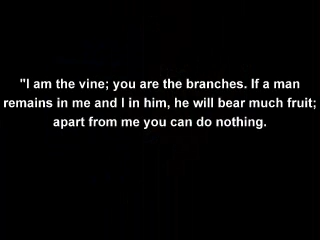 "I am the vine; you are the branches. If a man
remains in me and I in him, he will bear much fruit;
apart from me you can do nothing.